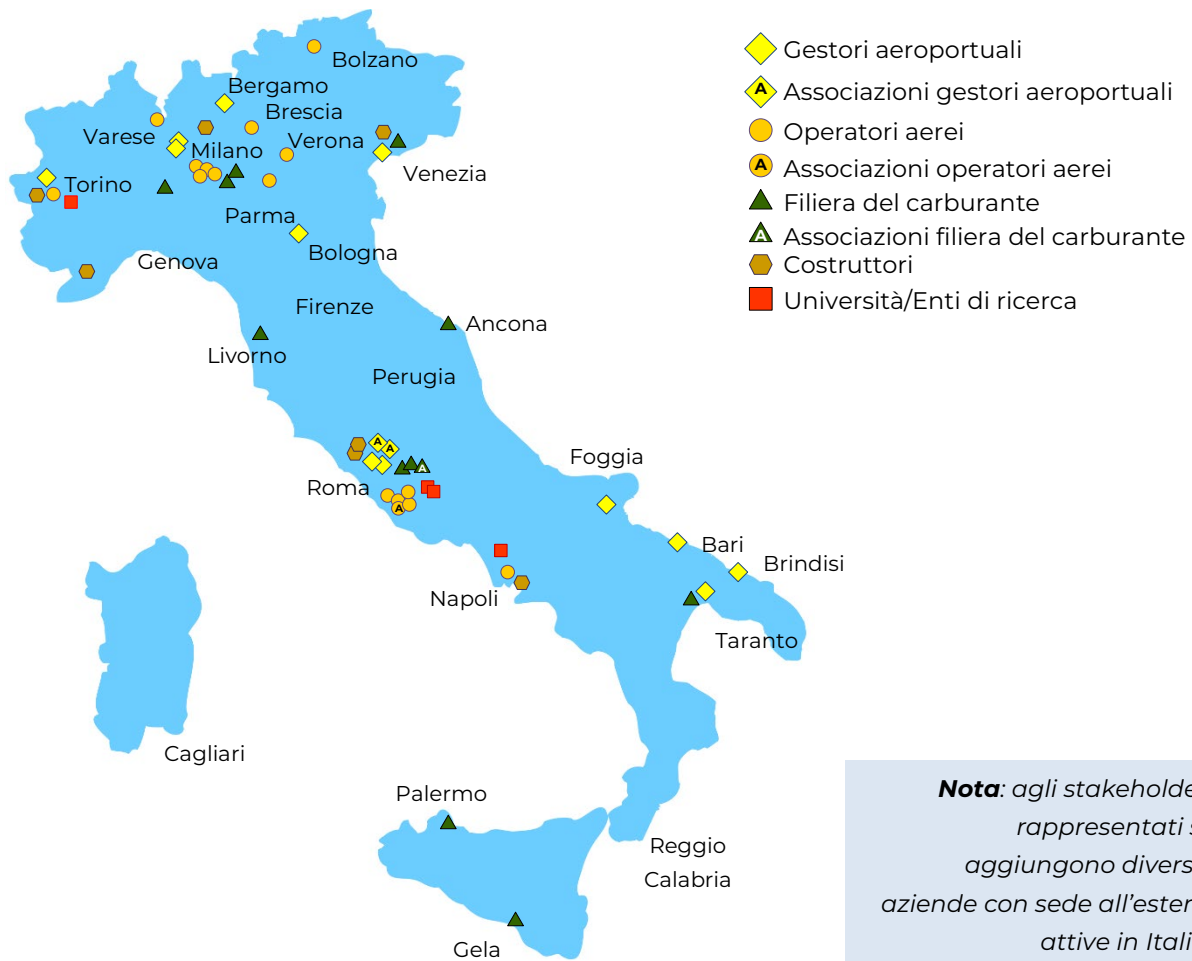 Bolzano
Bergamo
Brescia
Varese
Verona
Milano
Venezia
Torino
Parma
Bologna
Genova
Firenze
Ancona
Livorno
Perugia
A
A
A
Foggia
Roma
A
Bari
Brindisi
Napoli
Taranto
Cagliari
Palermo
Reggio
Calabria
Gela
Gestori aeroportuali
A Associazioni gestori aeroportuali
Operatori aerei
A Associazioni operatori aerei
Filiera del carburante
A Associazioni filiera del carburante
Costruttori
Università/Enti di ricerca
Nota: agli stakeholde
rappresentati s
aggiungono divers
aziende con sede all'ester
attive in Itali